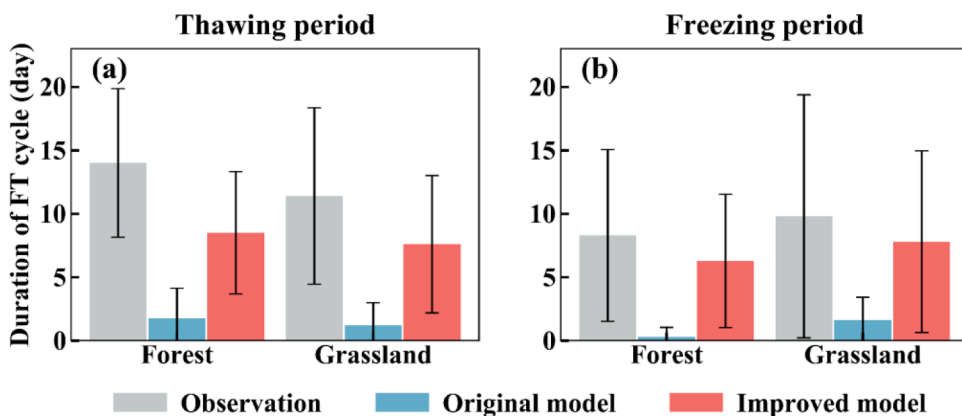 Thawing period
Freezing period
Duration of FT cycle (day)
(a)
20
15
10
5
0
Forest
Grassland
(b)
20
15
10
5
0
Forest
Grassland
Observation
Original model
Improved model